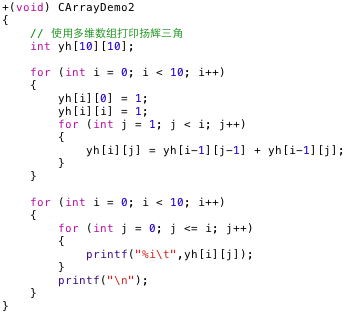 +(void) CArrayDemo2
{
    // 使用多维数组打印扬辉三角
    int yh[10][10];

    for (int i = 0; i < 10; i++)
    {
        yh[i][0] = 1;
        yh[i][i] = 1;
        for (int j = 1; j < i; j++)
        {
            yh[i][j] = yh[i-1][j-1] + yh[i-1][j];
        }
    }

    for (int i = 0; i < 10; i++)
    {
        for (int j = 0; j <= i; j++)
        {
            printf("%i\t",yh[i][j]);
        }
        printf("\n");
    }
}